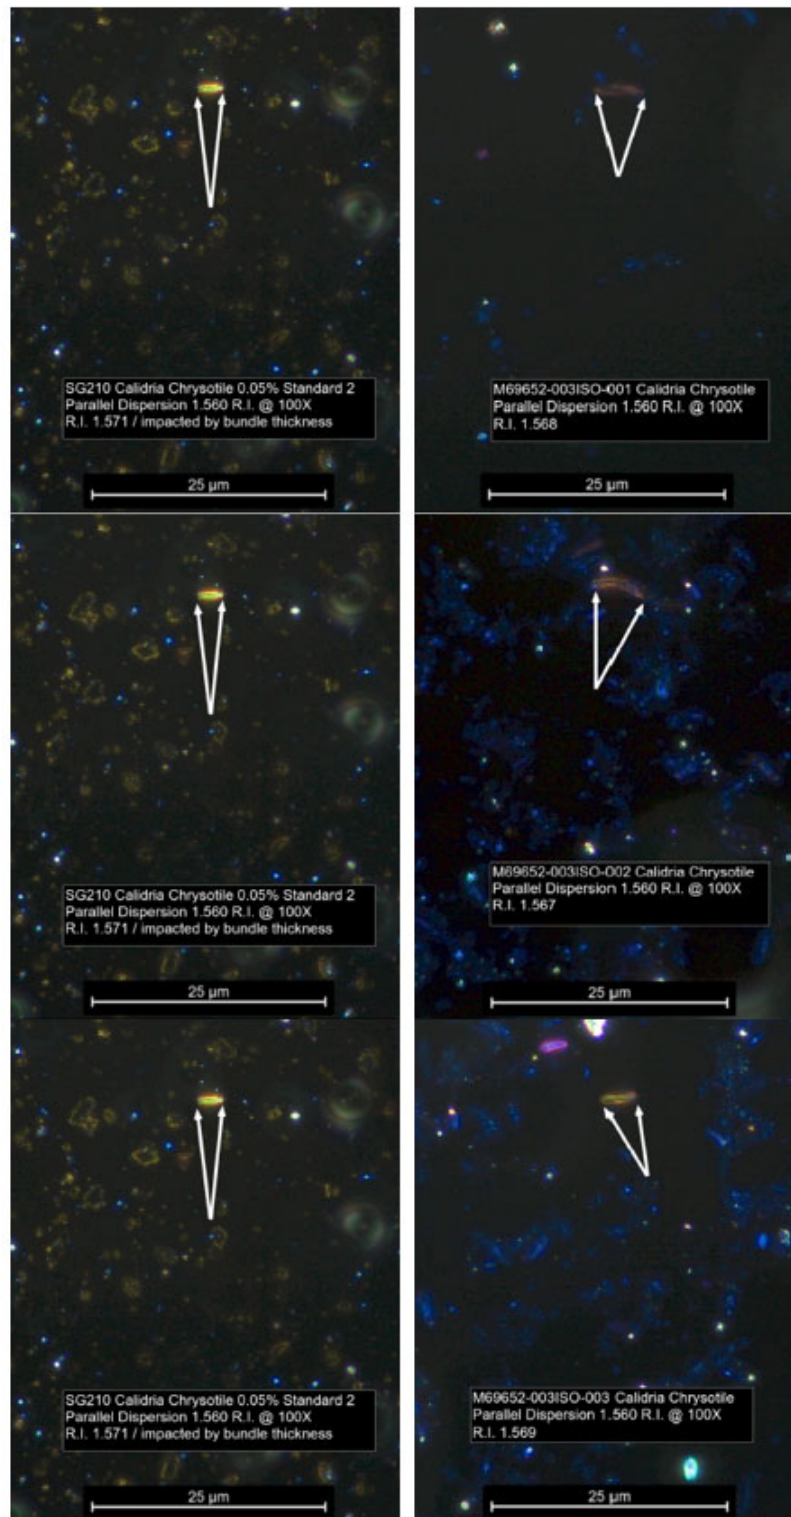 SG210 Calidria Chrysotile 0.05% Standard 2
Parallel Dispersion 1.560 R.I. @ 100X
R.I. 1.571 / impacted by bundle thickness
25 µm
M69652-003ISO-001 Calidria Chrysotile
Parallel Dispersion 1.560 R.I. @ 100X
R.I. 1.568
25 µm
SG210 Calidria Chrysotile 0.05% Standard 2
Parallel Dispersion 1.560 R.I. @ 100X
R.I. 1.571 / impacted by bundle thickness
25 µm
M69652-003ISO-002 Calidria Chrysotile
Parallel Dispersion 1.560 R.I. @ 100X
R.I. 1.567
25 µm
SG210 Calidria Chrysotile 0.05% Standard 2
Parallel Dispersion 1.560 R.I. @ 100X
R.I. 1.571 / impacted by bundle thickness
25 µm
M69652-003ISO-003 Calidria Chrysotile
Parallel Dispersion 1.560 R.I. @ 100X
R.I. 1.569
25 µm